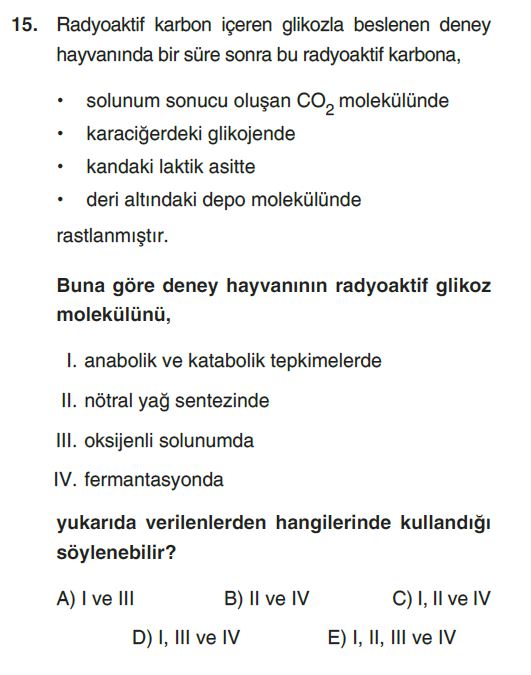 15. Radyoaktif karbon içeren glikozla beslenen deney
hayvanında bir süre sonra bu radyoaktif karbona,
• solunum sonucu oluşan CO₂ molekülünde
• karaciğerdeki glikojende
• kandaki laktik asitte
• deri altındaki depo molekülünde
rastlanmıştır.
Buna göre deney hayvanının radyoaktif glikoz
molekülünü,
I. anabolik ve katabolik tepkimelerde
II. nötral yağ sentezinde
III. oksijenli solunumda
IV. fermantasyonda
yukarıda verilenlerden hangilerinde kullandığı
söylenebilir?
A) I ve III B) II ve IV C) I, II ve IV
D) I, III ve IV E) I, II, III ve IV